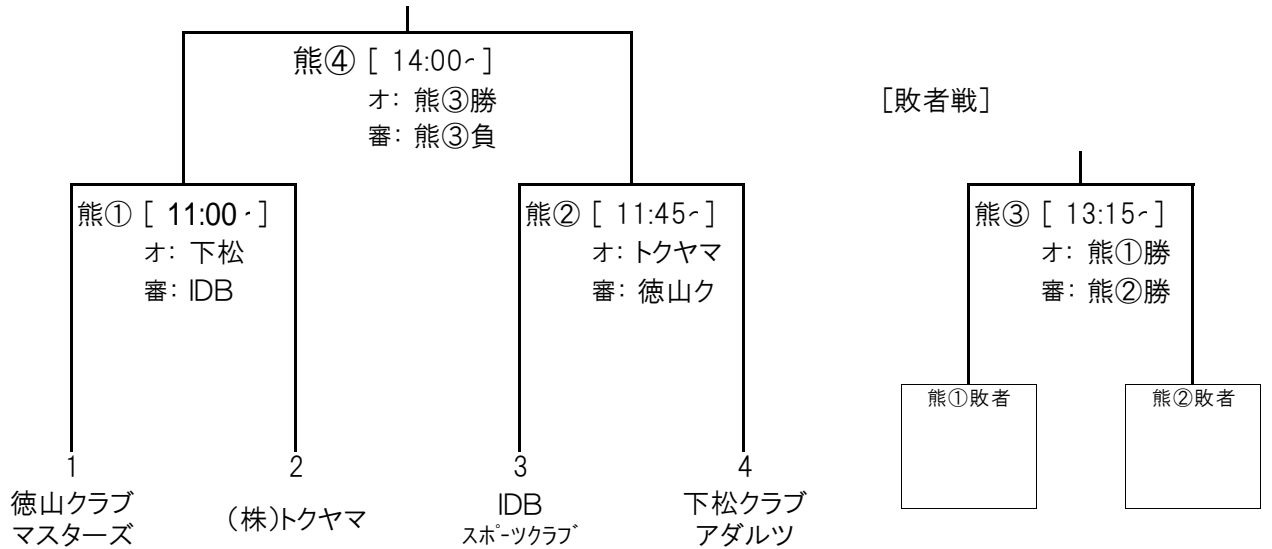 熊④ [ 14:00~]
オ: 熊③勝
審: 熊③負
[敗者戦]
熊① [ 11:00 ~]
オ: 下松
審: IDB
熊② [ 11:45~]
オ: トクヤマ
審: 徳山ク
熊③ [ 13:15~]
オ: 熊①勝
審: 熊②勝
熊①敗者
熊②敗者
1
2
3
4
徳山クラブ
マスターズ
(株)トクヤマ
IDB
スポーツクラブ
下松クラブ
アダルツ